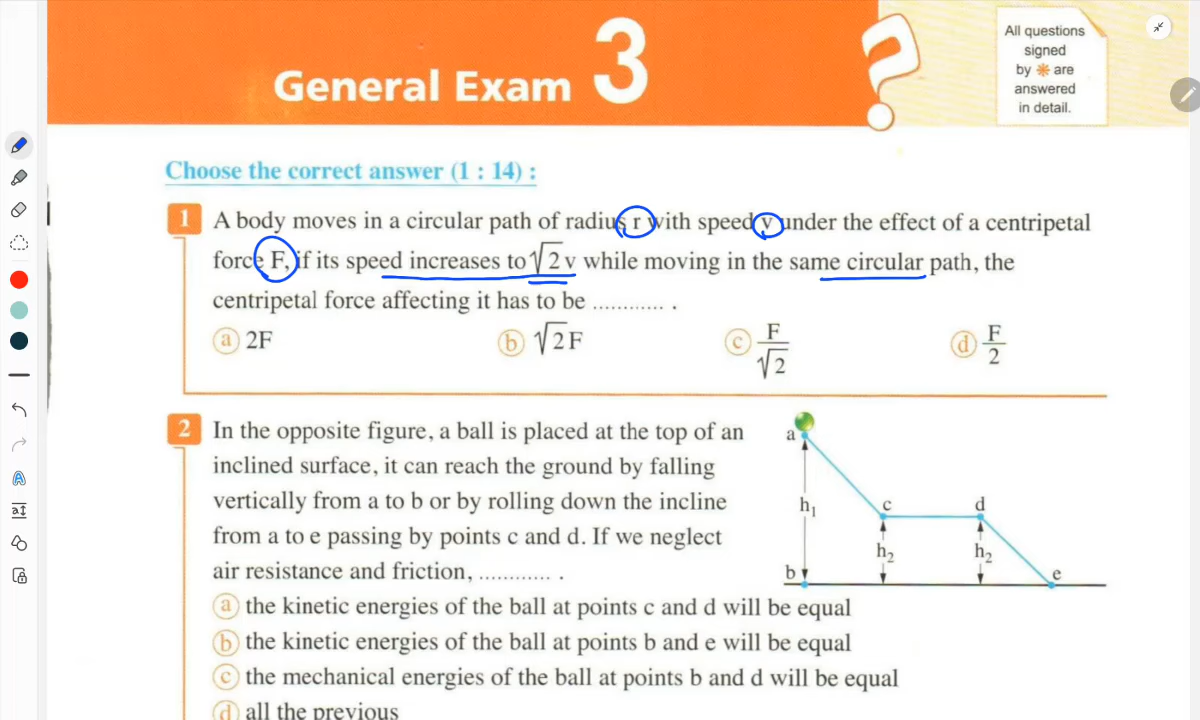 General Exam 3
All questions
signed
by ✱ are
answered
in detail.
Choose the correct answer (1 : 14) :
1 A body moves in a circular path of radius r with speed v under the effect of a centripetal
force F, if its speed increases to √2 v while moving in the same circular path, the
centripetal force affecting it has to be ............ .
a 2F
b √2 F
c F/√2
d F/2
2 In the opposite figure, a ball is placed at the top of an
inclined surface, it can reach the ground by falling
vertically from a to b or by rolling down the incline
from a to e passing by points c and d. If we neglect
air resistance and friction, ............ .
a
h₁
b
c
h₂
d
h₂
e
a the kinetic energies of the ball at points c and d will be equal
b the kinetic energies of the ball at points b and e will be equal
c the mechanical energies of the ball at points b and d will be equal
d all the previous